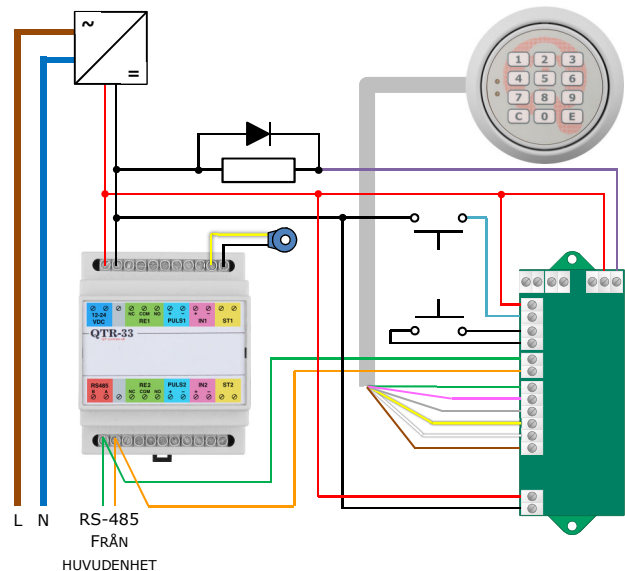 ~
=
1 2 3
4 5 6
7 8 9
C 0 E
12-24 VDC
NC COM NO
RE1
+ −
PULS1
+ −
IN1
ST1
QTR-33
RS485
B A
RE2
NC COM NO
PULS2
+ −
IN2
+ −
ST2
L N RS-485
FRÅN
HUVUDENHET